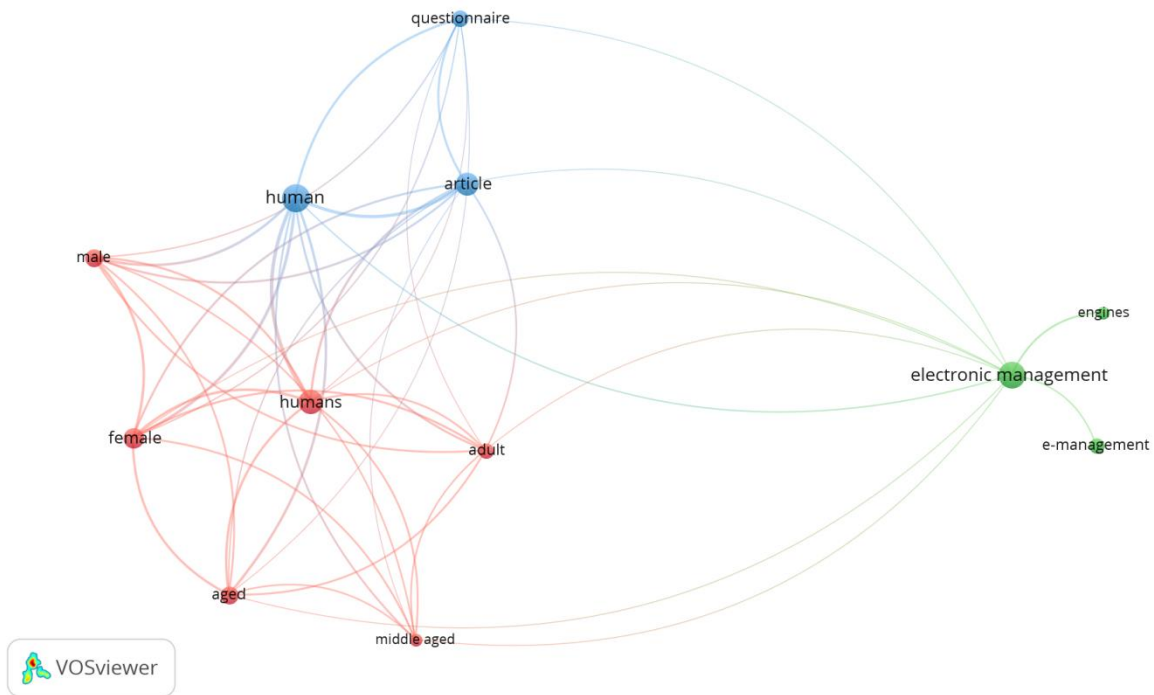 questionnaire
human
article
male
engines
electronic management
humans
female
adult
e-management
aged
middle aged
VOSviewer